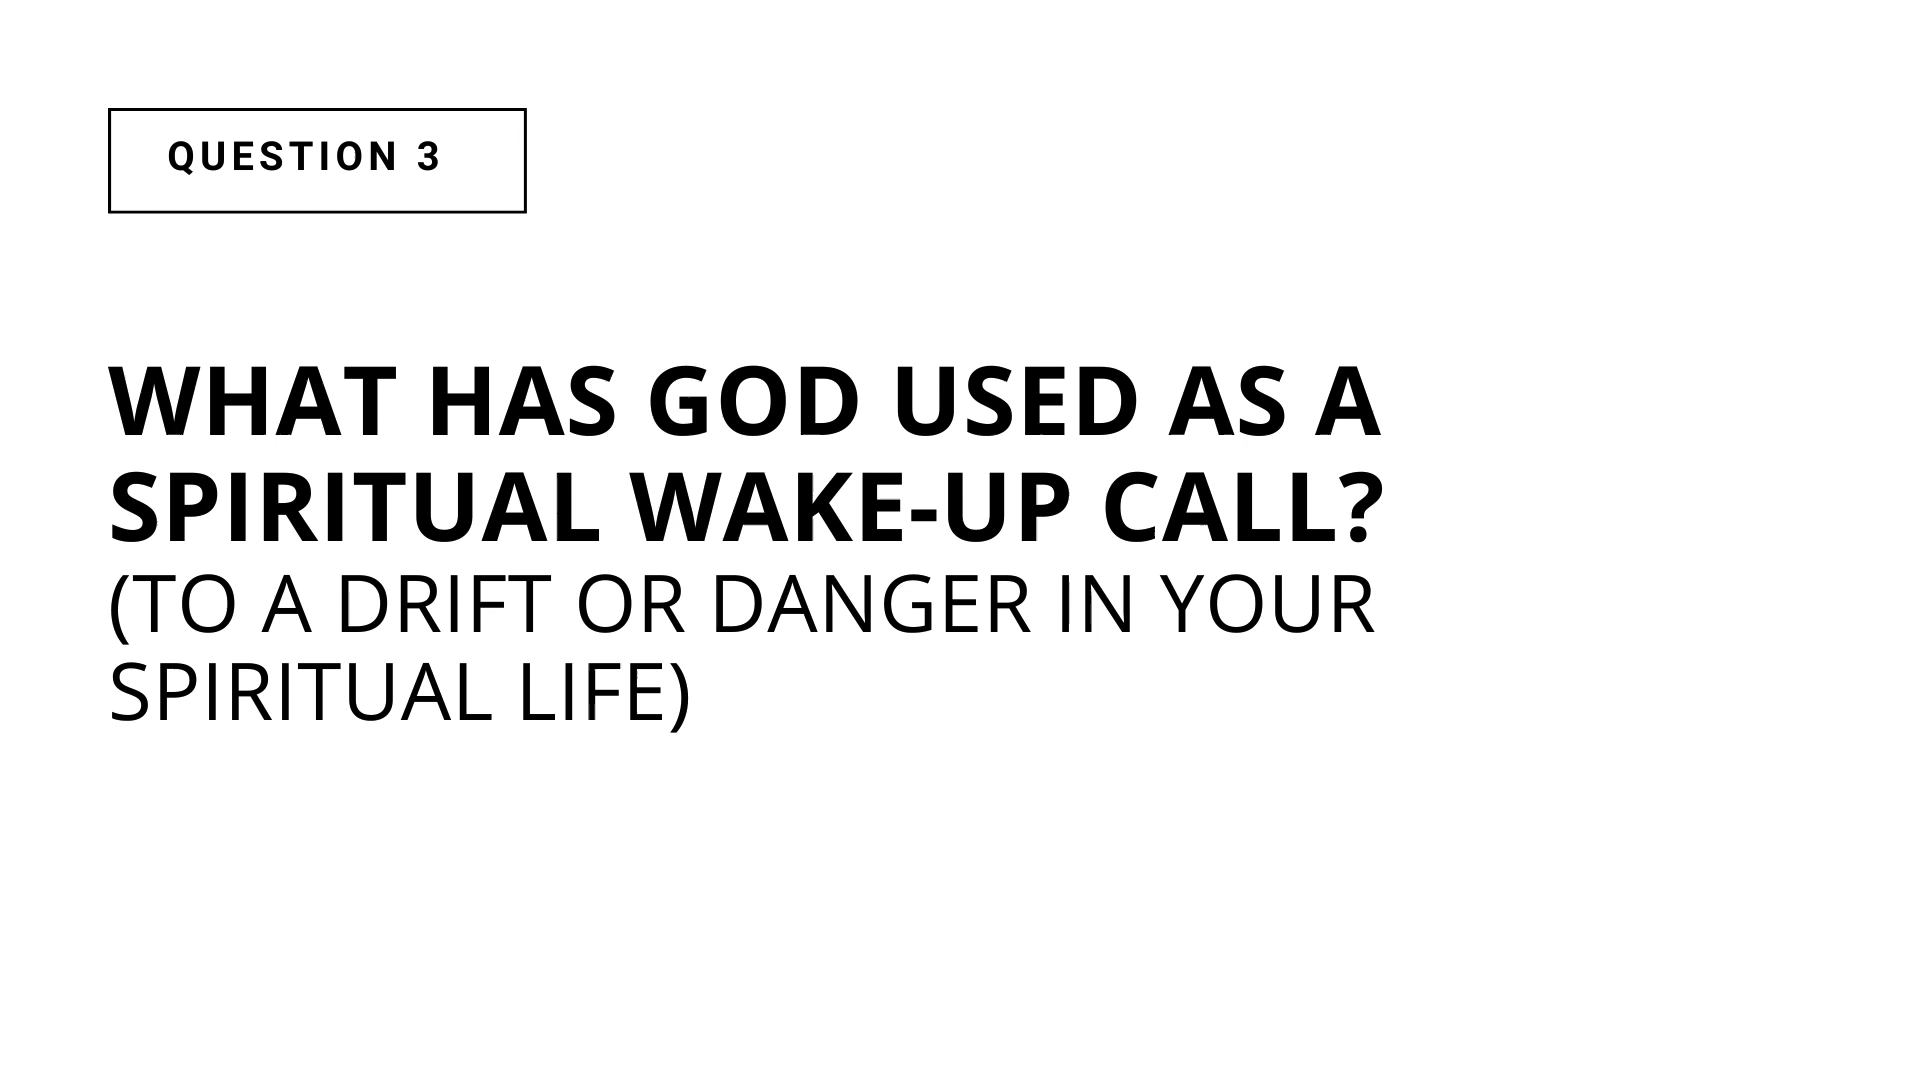 QUESTION 3
WHAT HAS GOD USED AS A
SPIRITUAL WAKE-UP CALL?
(TO A DRIFT OR DANGER IN YOUR
SPIRITUAL LIFE)